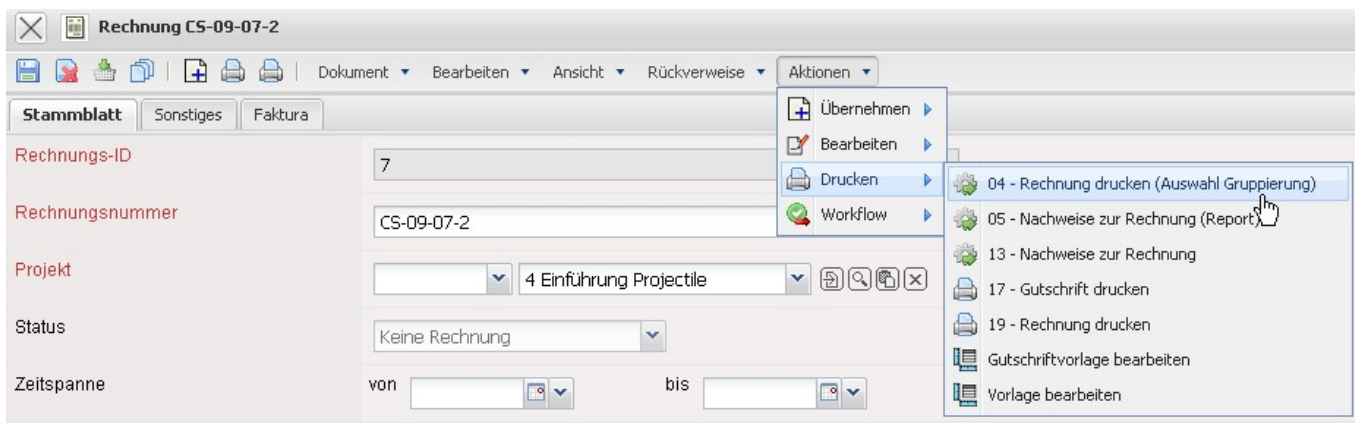 Rechnung CS-09-07-2
Dokument Bearbeiten Ansicht Rückverweise Aktionen
Stammblatt Sonstiges Faktura
Übernehmen
Bearbeiten
Drucken
Workflow
04 - Rechnung drucken (Auswahl Gruppierung)
05 - Nachweise zur Rechnung (Report)
13 - Nachweise zur Rechnung
17 - Gutschrift drucken
19 - Rechnung drucken
Gutschriftvorlage bearbeiten
Vorlage bearbeiten
Rechnungs-ID 7
Rechnungsnummer CS-09-07-2
Projekt 4 Einführung Projectile
Status Keine Rechnung
Zeitspanne von bis